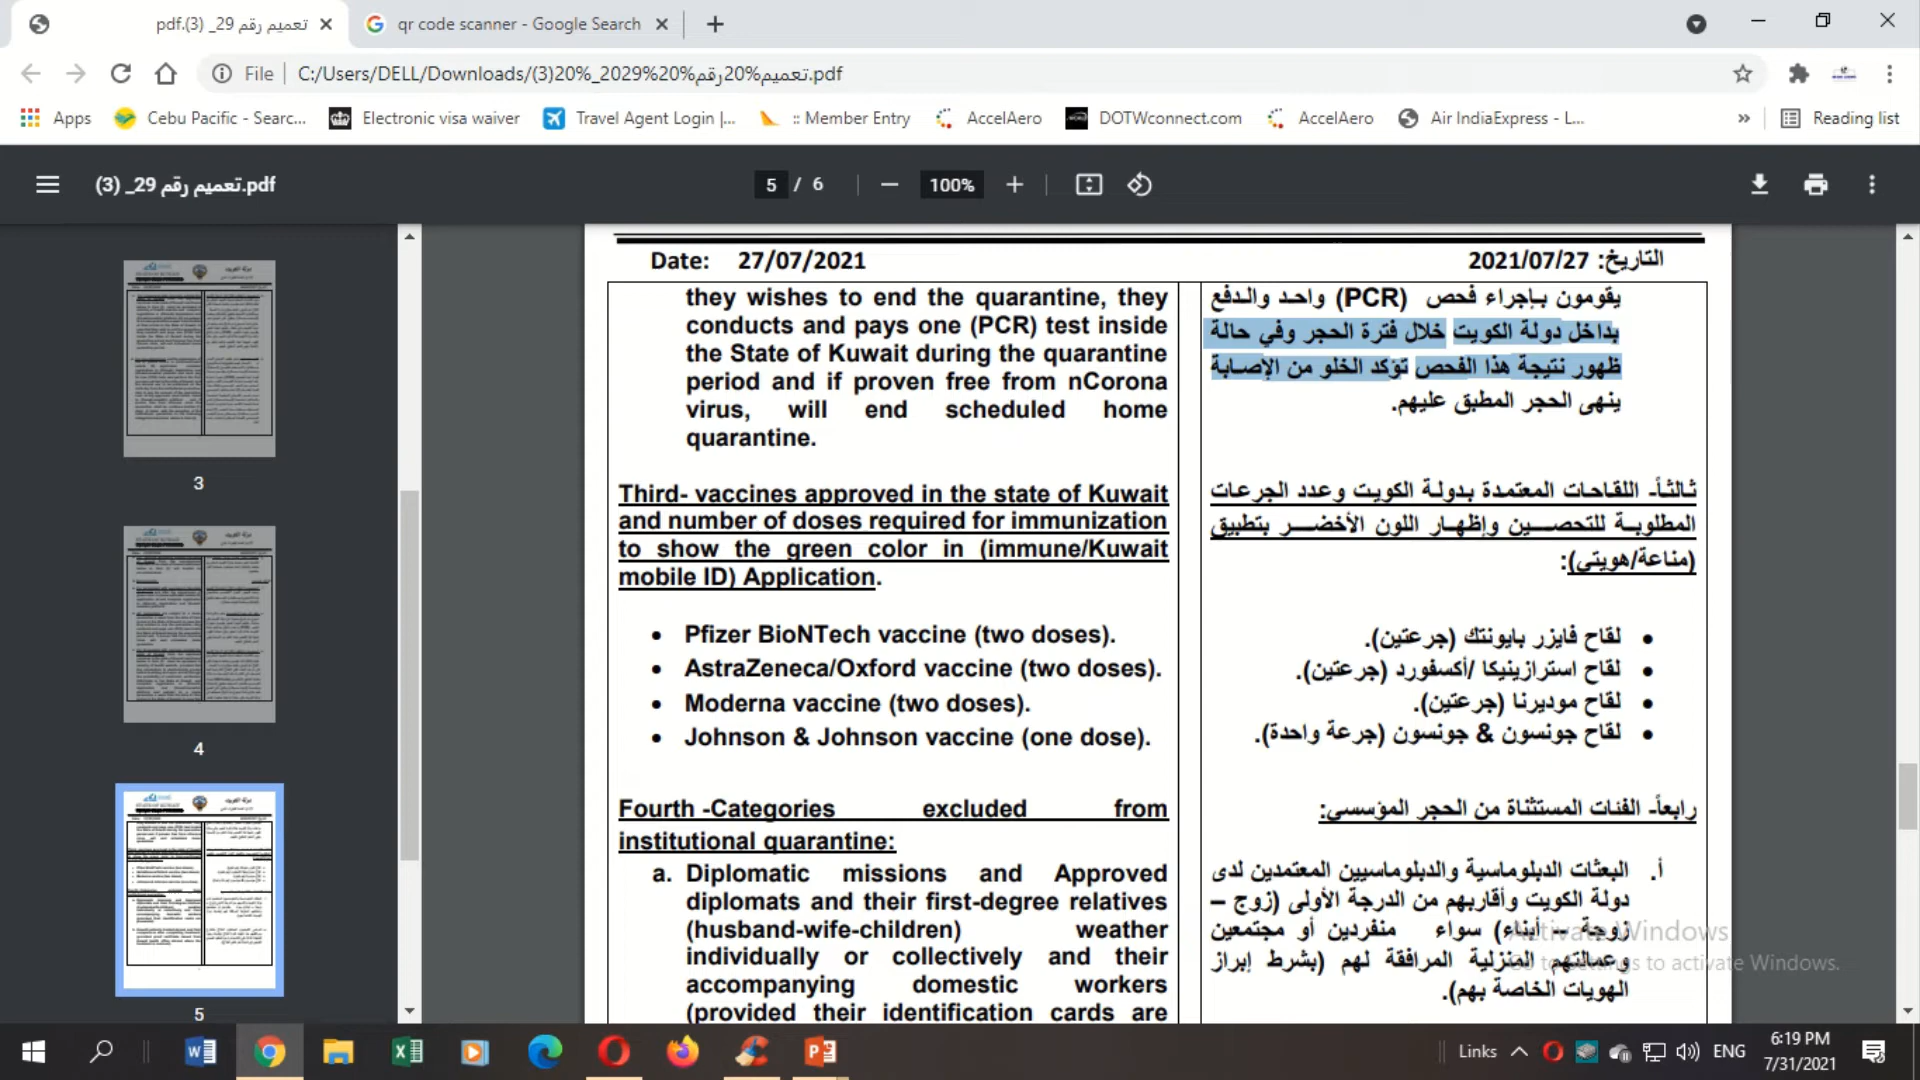 تعميم رقم 29_ (3).pdf
qr code scanner - Google Search
File
C:/Users/DELL/Downloads/تعميم%20رقم%2029_%20(3).pdf
Apps
Cebu Pacific - Searc...
Electronic visa waiver
Travel Agent Login |...
:: Member Entry
AccelAero
DOTWconnect.com
AccelAero
Air IndiaExpress - L...
»
Reading list
تعميم رقم 29_ (3).pdf
5 / 6
100%
3
4
5
Date: 27/07/2021
they wishes to end the quarantine, they
conducts and pays one (PCR) test inside
the State of Kuwait during the quarantine
period and if proven free from nCorona
virus, will end scheduled home
quarantine.
Third- vaccines approved in the state of Kuwait
and number of doses required for immunization
to show the green color in (immune/Kuwait
mobile ID) Application.
• Pfizer BioNTech vaccine (two doses).
• AstraZeneca/Oxford vaccine (two doses).
• Moderna vaccine (two doses).
• Johnson & Johnson vaccine (one dose).
Fourth -Categories excluded from
institutional quarantine:
a. Diplomatic missions and Approved
diplomats and their first-degree relatives
(husband-wife-children) weather
individually or collectively and their
accompanying domestic workers
(provided their identification cards are
التاريخ: 2021/07/27
يقومون بإجراء فحص (PCR) واحد والدفع
بداخل دولة الكويت خلال فترة الحجر وفي حالة
ظهور نتيجة هذا الفحص تؤكد الخلو من الإصابة
ينهى الحجر المطبق عليهم.
ثالثاً- اللقاحات المعتمدة بدولة الكويت وعدد الجرعات
المطلوبة للتحصين وإظهار اللون الأخضر بتطبيق
(مناعة/هويتي):
• لقاح فايزر بايونتك (جرعتين).
• لقاح استرازينيكا /أكسفورد (جرعتين).
• لقاح موديرنا (جرعتين).
• لقاح جونسون & جونسون (جرعة واحدة).
رابعاً- الفئات المستثناة من الحجر المؤسسي:
أ. البعثات الدبلوماسية والدبلوماسيين المعتمدين لدى
دولة الكويت وأقاربهم من الدرجة الأولى (زوج –
زوجة – أبناء) سواء منفردين أو مجتمعين
وعمالتهم المنزلية المرافقة لهم (بشرط إبراز
الهويات الخاصة بهم).
Activate Windows
Go to Settings to activate Windows.
Links
ENG
6:19 PM
7/31/2021